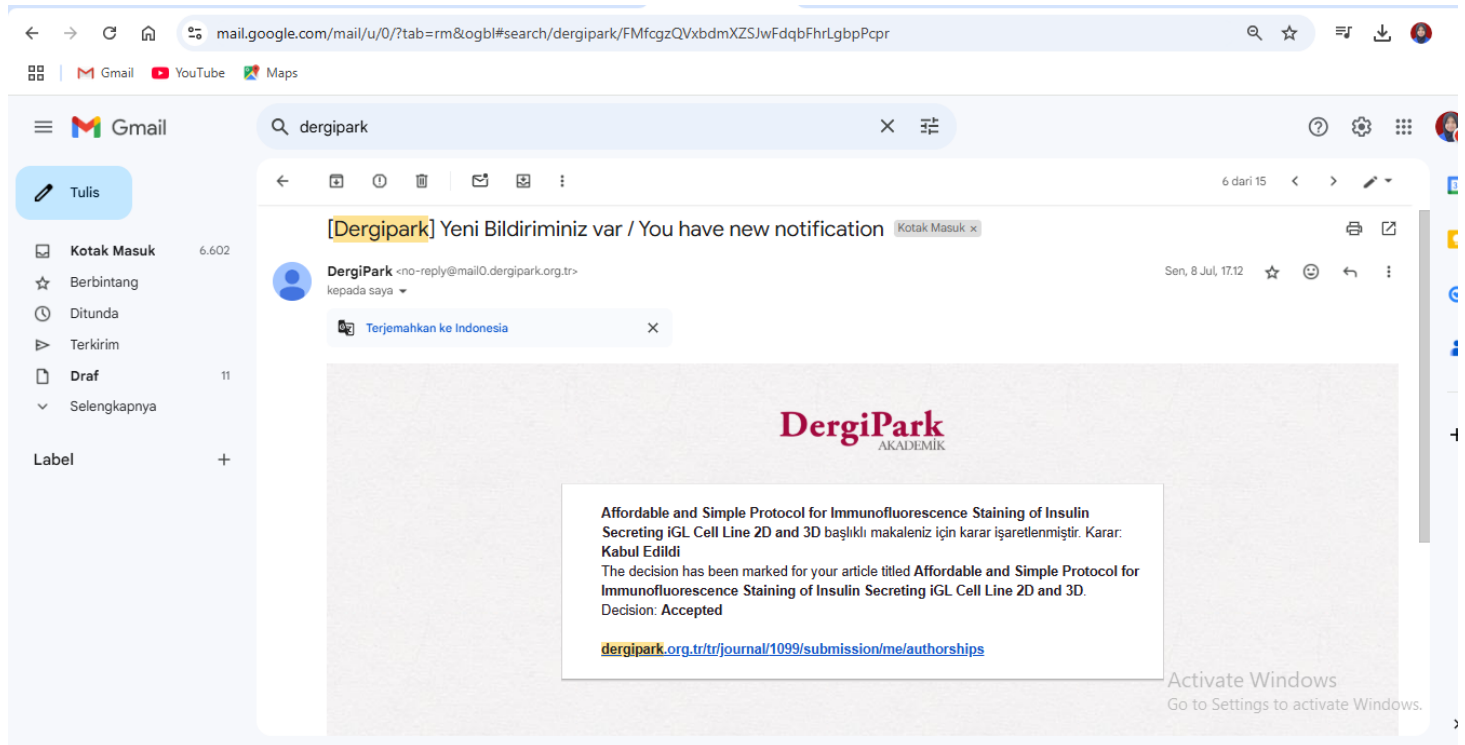 mail.google.com/mail/u/0/?tab=rm&ogbl#search/dergipark/FMfcgzQVxbdmXZSJwFdqbFhrLgbpPcpr
Gmail YouTube Maps
Gmail
dergipark
Tulis
6 dari 15
[Dergipark] Yeni Bildiriminiz var / You have new notification Kotak Masuk ×
Kotak Masuk 6.602
DergiPark <no-reply@mail0.dergipark.org.tr> Sen, 8 Jul, 17.12
kepada saya
Berbintang
Ditunda
Terjemahkan ke Indonesia
Terkirim
Draf 11
Selengkapnya
Label
DergiPark
AKADEMİK
Affordable and Simple Protocol for Immunofluorescence Staining of Insulin
Secreting iGL Cell Line 2D and 3D başlıklı makaleniz için karar işaretlenmiştir. Karar:
Kabul Edildi
The decision has been marked for your article titled Affordable and Simple Protocol for
Immunofluorescence Staining of Insulin Secreting iGL Cell Line 2D and 3D.
Decision: Accepted
dergipark.org.tr/tr/journal/1099/submission/me/authorships
Activate Windows
Go to Settings to activate Windows.